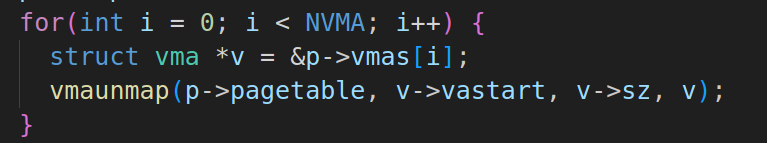 for(int i = 0; i < NVMA; i++) {
  struct vma *v = &p->vmas[i];
  vmaunmap(p->pagetable, v->vastart, v->sz, v);
}